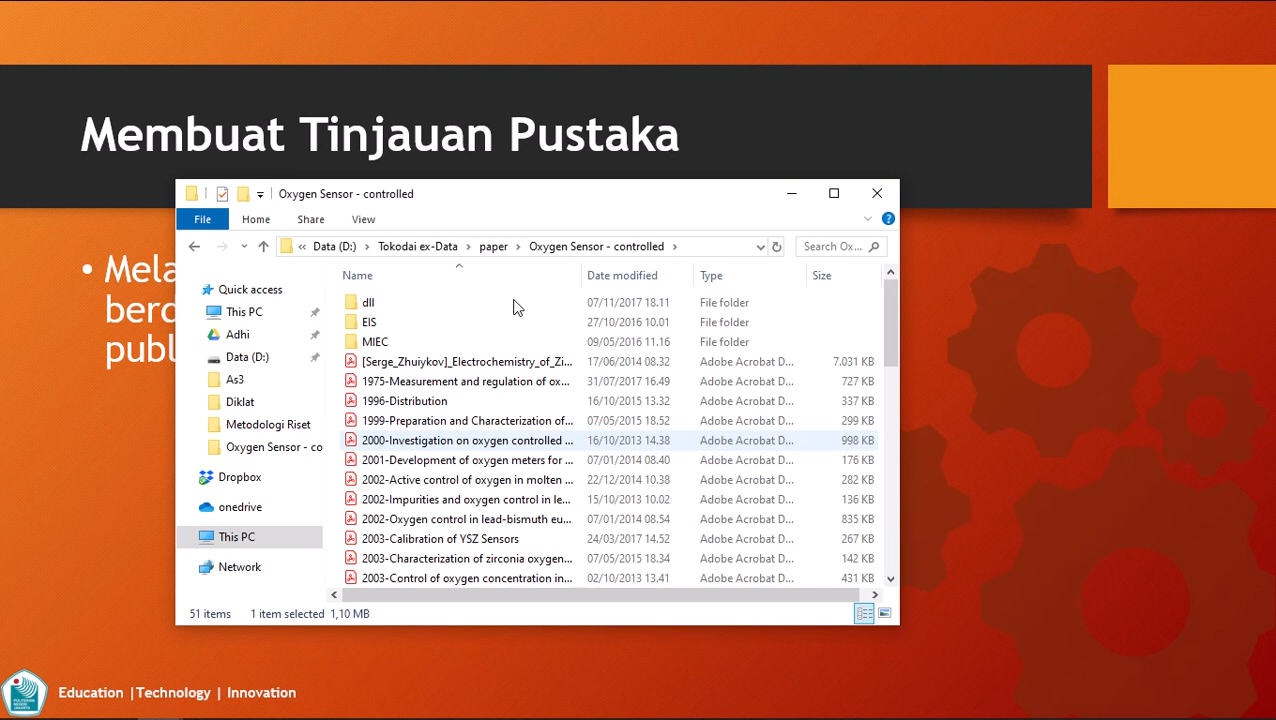 Membuat Tinjauan Pustaka
• Mela
berd
publ
Oxygen Sensor - controlled
File Home Share View
« Data (D:) › Tokodai ex-Data › paper › Oxygen Sensor - controlled › Search Ox...
Quick access
This PC
Adhi
Data (D:)
As3
Diklat
Metodologi Riset
Oxygen Sensor - co
Dropbox
onedrive
This PC
Network
Name Date modified Type Size
dll 07/11/2017 18.11 File folder
EIS 27/10/2016 10.01 File folder
MIEC 09/05/2016 11.16 File folder
[Serge_Zhuiykov]_Electrochemistry_of_Zi... 17/06/2014 08.32 Adobe Acrobat D... 7.031 KB
1975-Measurement and regulation of ox... 31/07/2017 16.49 Adobe Acrobat D... 727 KB
1996-Distribution 16/10/2015 13.32 Adobe Acrobat D... 337 KB
1999-Preparation and Characterization of... 07/05/2015 18.52 Adobe Acrobat D... 299 KB
2000-Investigation on oxygen controlled ... 16/10/2013 14.38 Adobe Acrobat D... 998 KB
2001-Development of oxygen meters for ... 07/01/2014 08.40 Adobe Acrobat D... 176 KB
2002-Active control of oxygen in molten ... 22/12/2014 10.38 Adobe Acrobat D... 282 KB
2002-Impurities and oxygen control in le... 15/10/2013 10.02 Adobe Acrobat D... 136 KB
2002-Oxygen control in lead-bismuth eu... 07/01/2014 08.54 Adobe Acrobat D... 835 KB
2003-Calibration of YSZ Sensors 24/03/2017 14.52 Adobe Acrobat D... 267 KB
2003-Characterization of zirconia oxygen... 07/05/2015 18.34 Adobe Acrobat D... 142 KB
2003-Control of oxygen concentration in... 02/10/2013 13.41 Adobe Acrobat D... 431 KB
51 items 1 item selected 1,10 MB
Education |Technology | Innovation